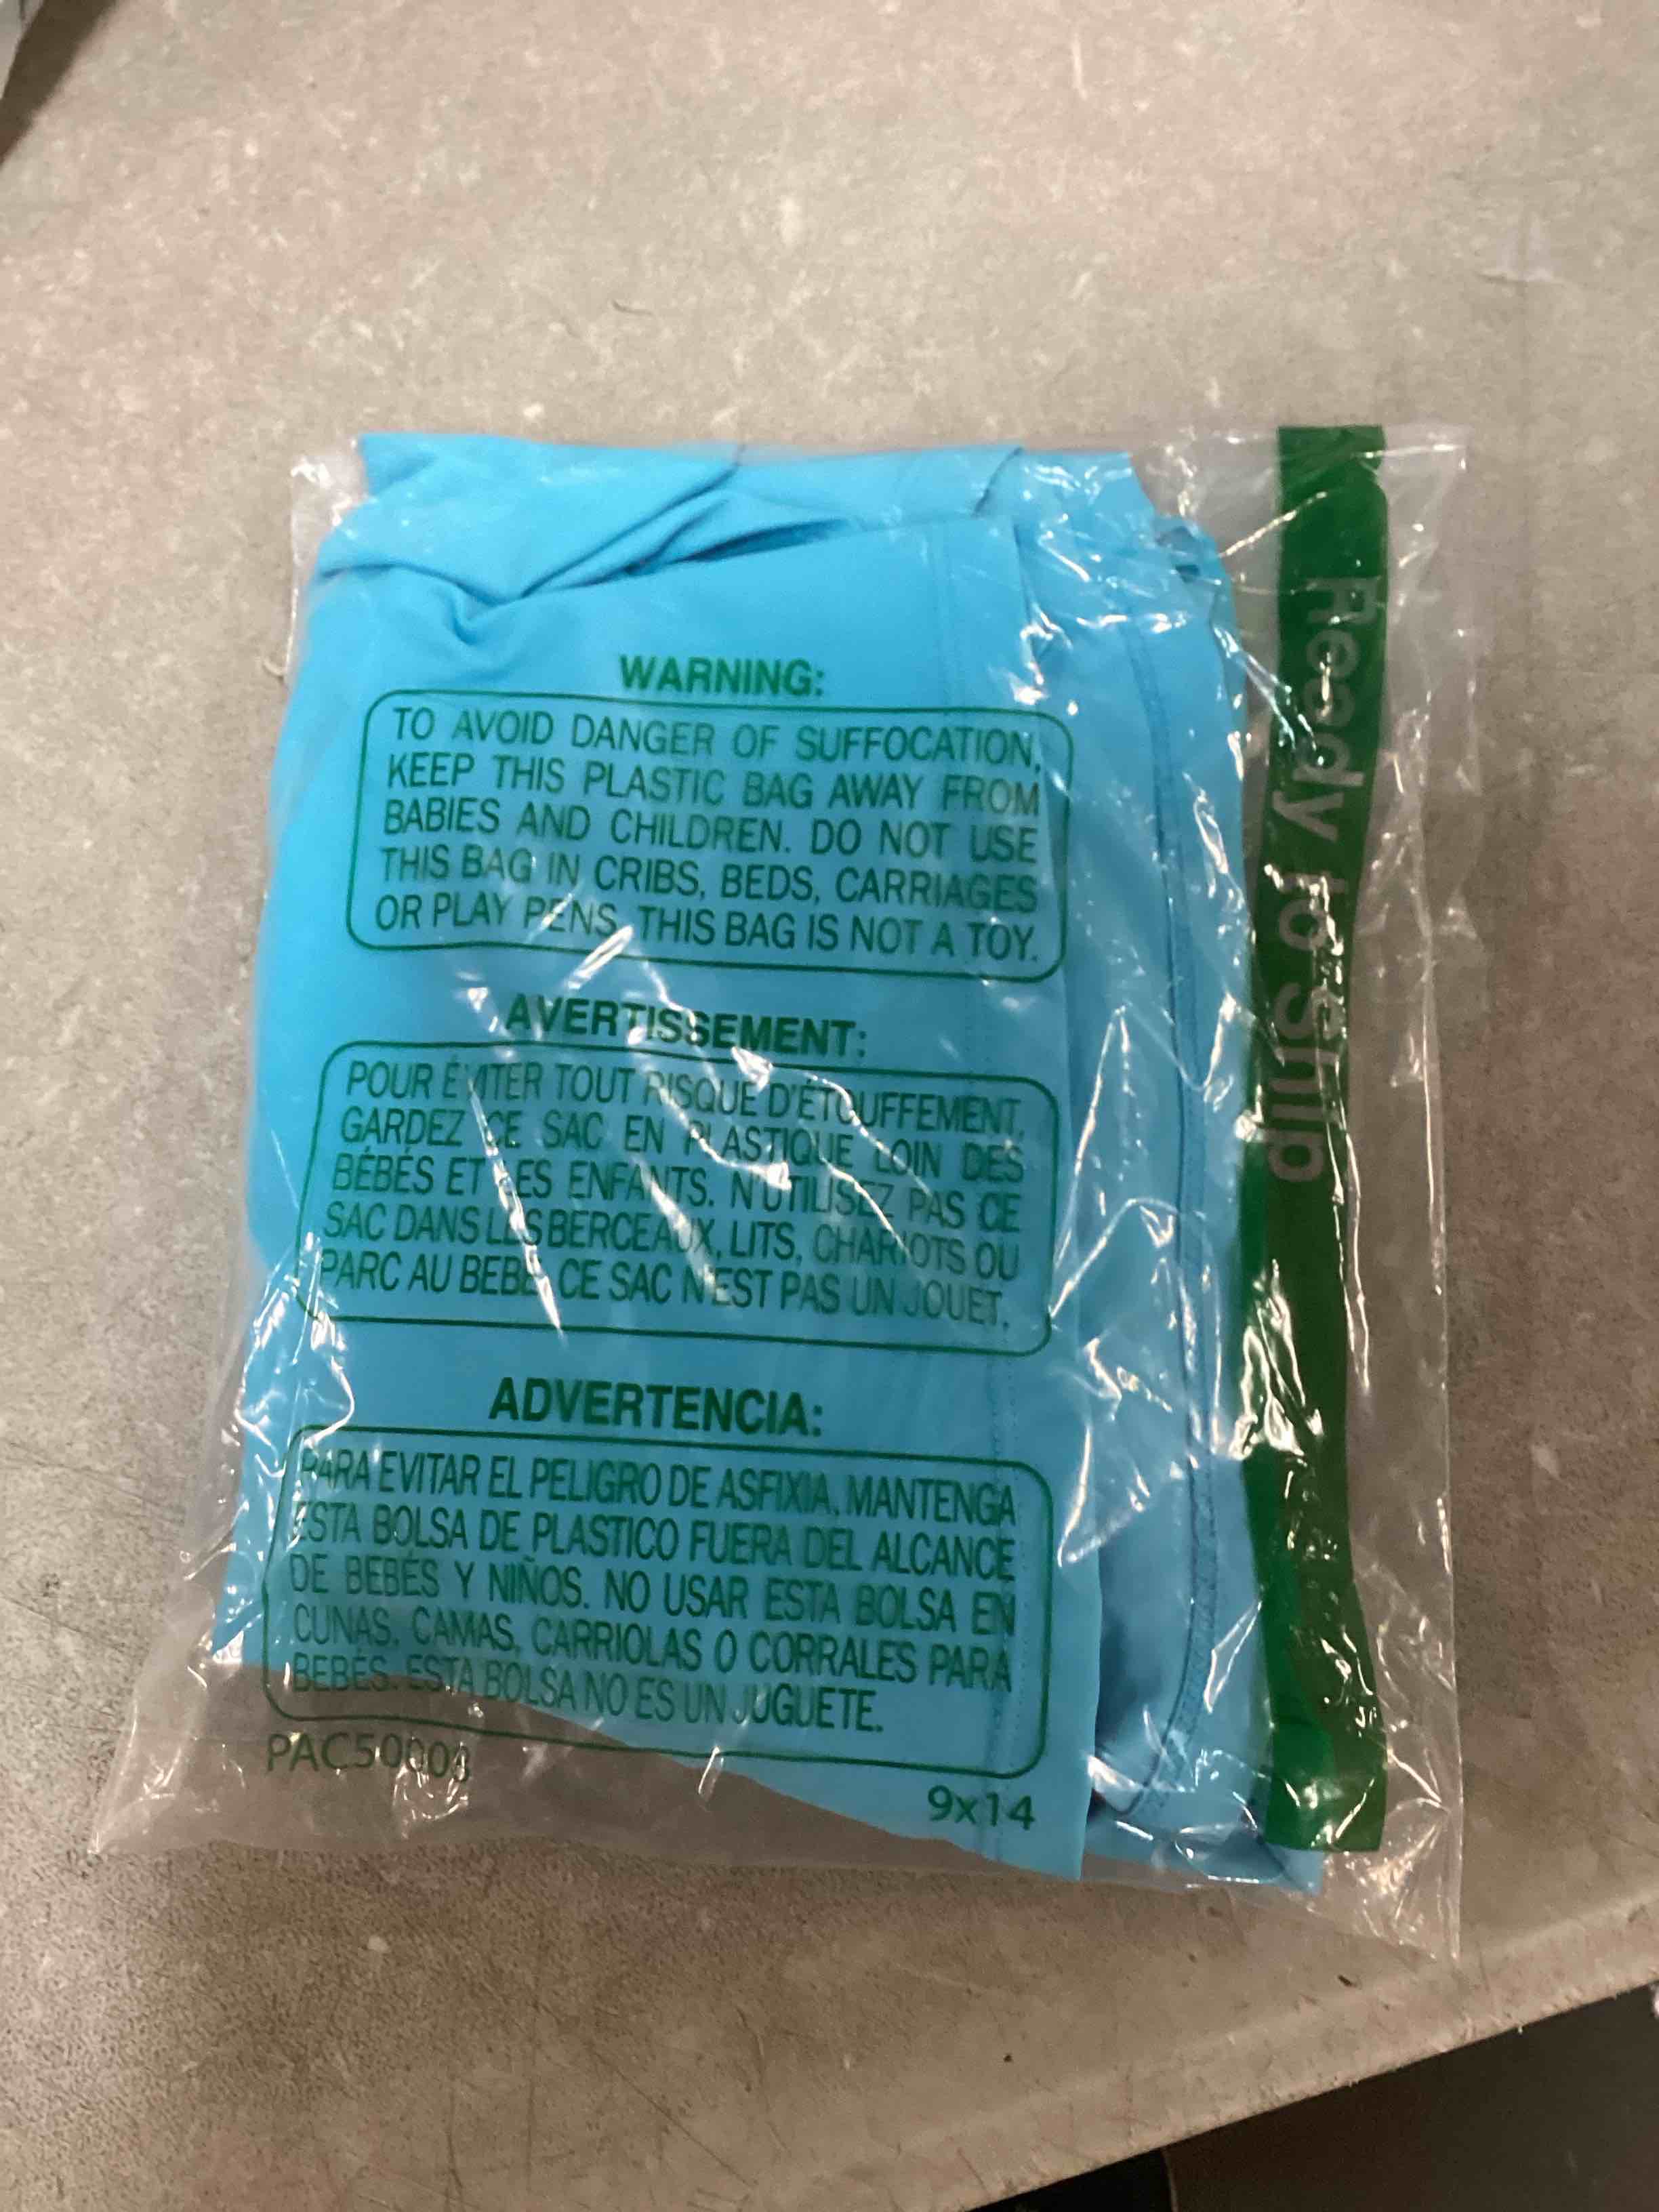 WARNING:
TO AVOID DANGER OF SUFFOCATION,
KEEP THIS PLASTIC BAG AWAY FROM
BABIES AND CHILDREN. DO NOT USE
THIS BAG IN CRIBS, BEDS, CARRIAGES
OR PLAY PENS. THIS BAG IS NOT A TOY.
AVERTISSEMENT:
POUR ÉVITER TOUT RISQUE D'ÉTOUFFEMENT,
GARDEZ CE SAC EN PLASTIQUE LOIN DES
BÉBÉS ET LES ENFANTS. N'UTILISEZ PAS CE
SAC DANS LES BERCEAUX, LITS, CHARIOTS OU
PARC AU BEBE. CE SAC N'EST PAS UN JOUET.
ADVERTENCIA:
PARA EVITAR EL PELIGRO DE ASFIXIA, MANTENGA
ESTA BOLSA DE PLASTICO FUERA DEL ALCANCE
DE BEBÉS Y NIÑOS. NO USAR ESTA BOLSA EN
CUNAS, CAMAS, CARRIOLAS O CORRALES PARA
BEBÉS. ESTA BOLSA NO ES UN JUGUETE.
9x14
Ready to Ship